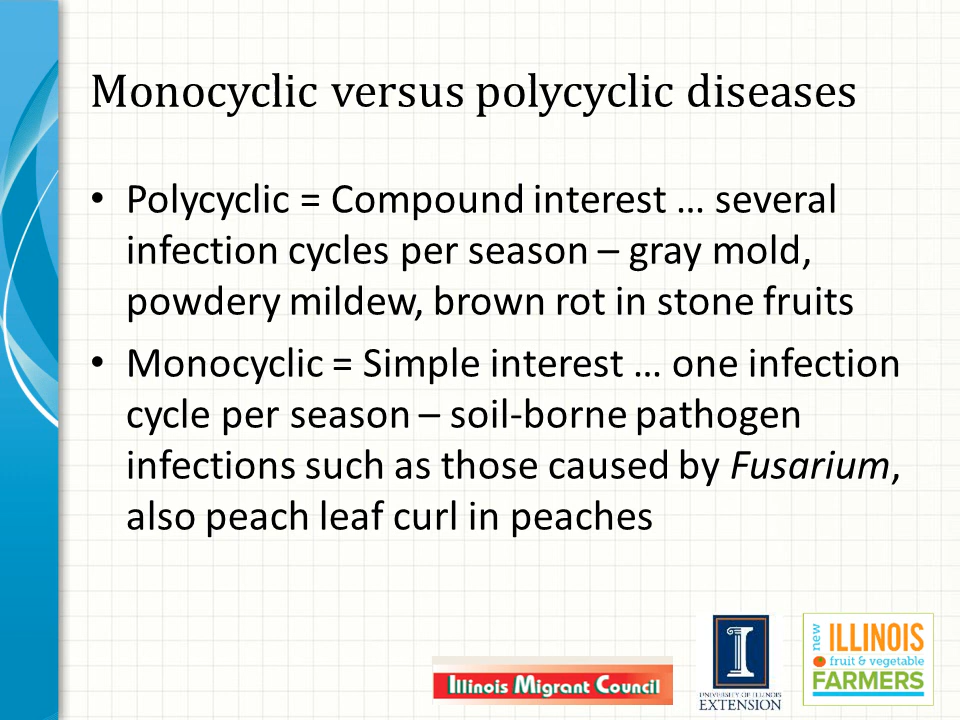 Monocyclic versus polycyclic diseases
• Polycyclic = Compound interest … several
infection cycles per season – gray mold,
powdery mildew, brown rot in stone fruits
• Monocyclic = Simple interest … one infection
cycle per season – soil-borne pathogen
infections such as those caused by Fusarium,
also peach leaf curl in peaches
Illinois Migrant Council
I
UNIVERSITY OF ILLINOIS
EXTENSION
new
ILLINOIS
fruit & vegetable
FARMERS